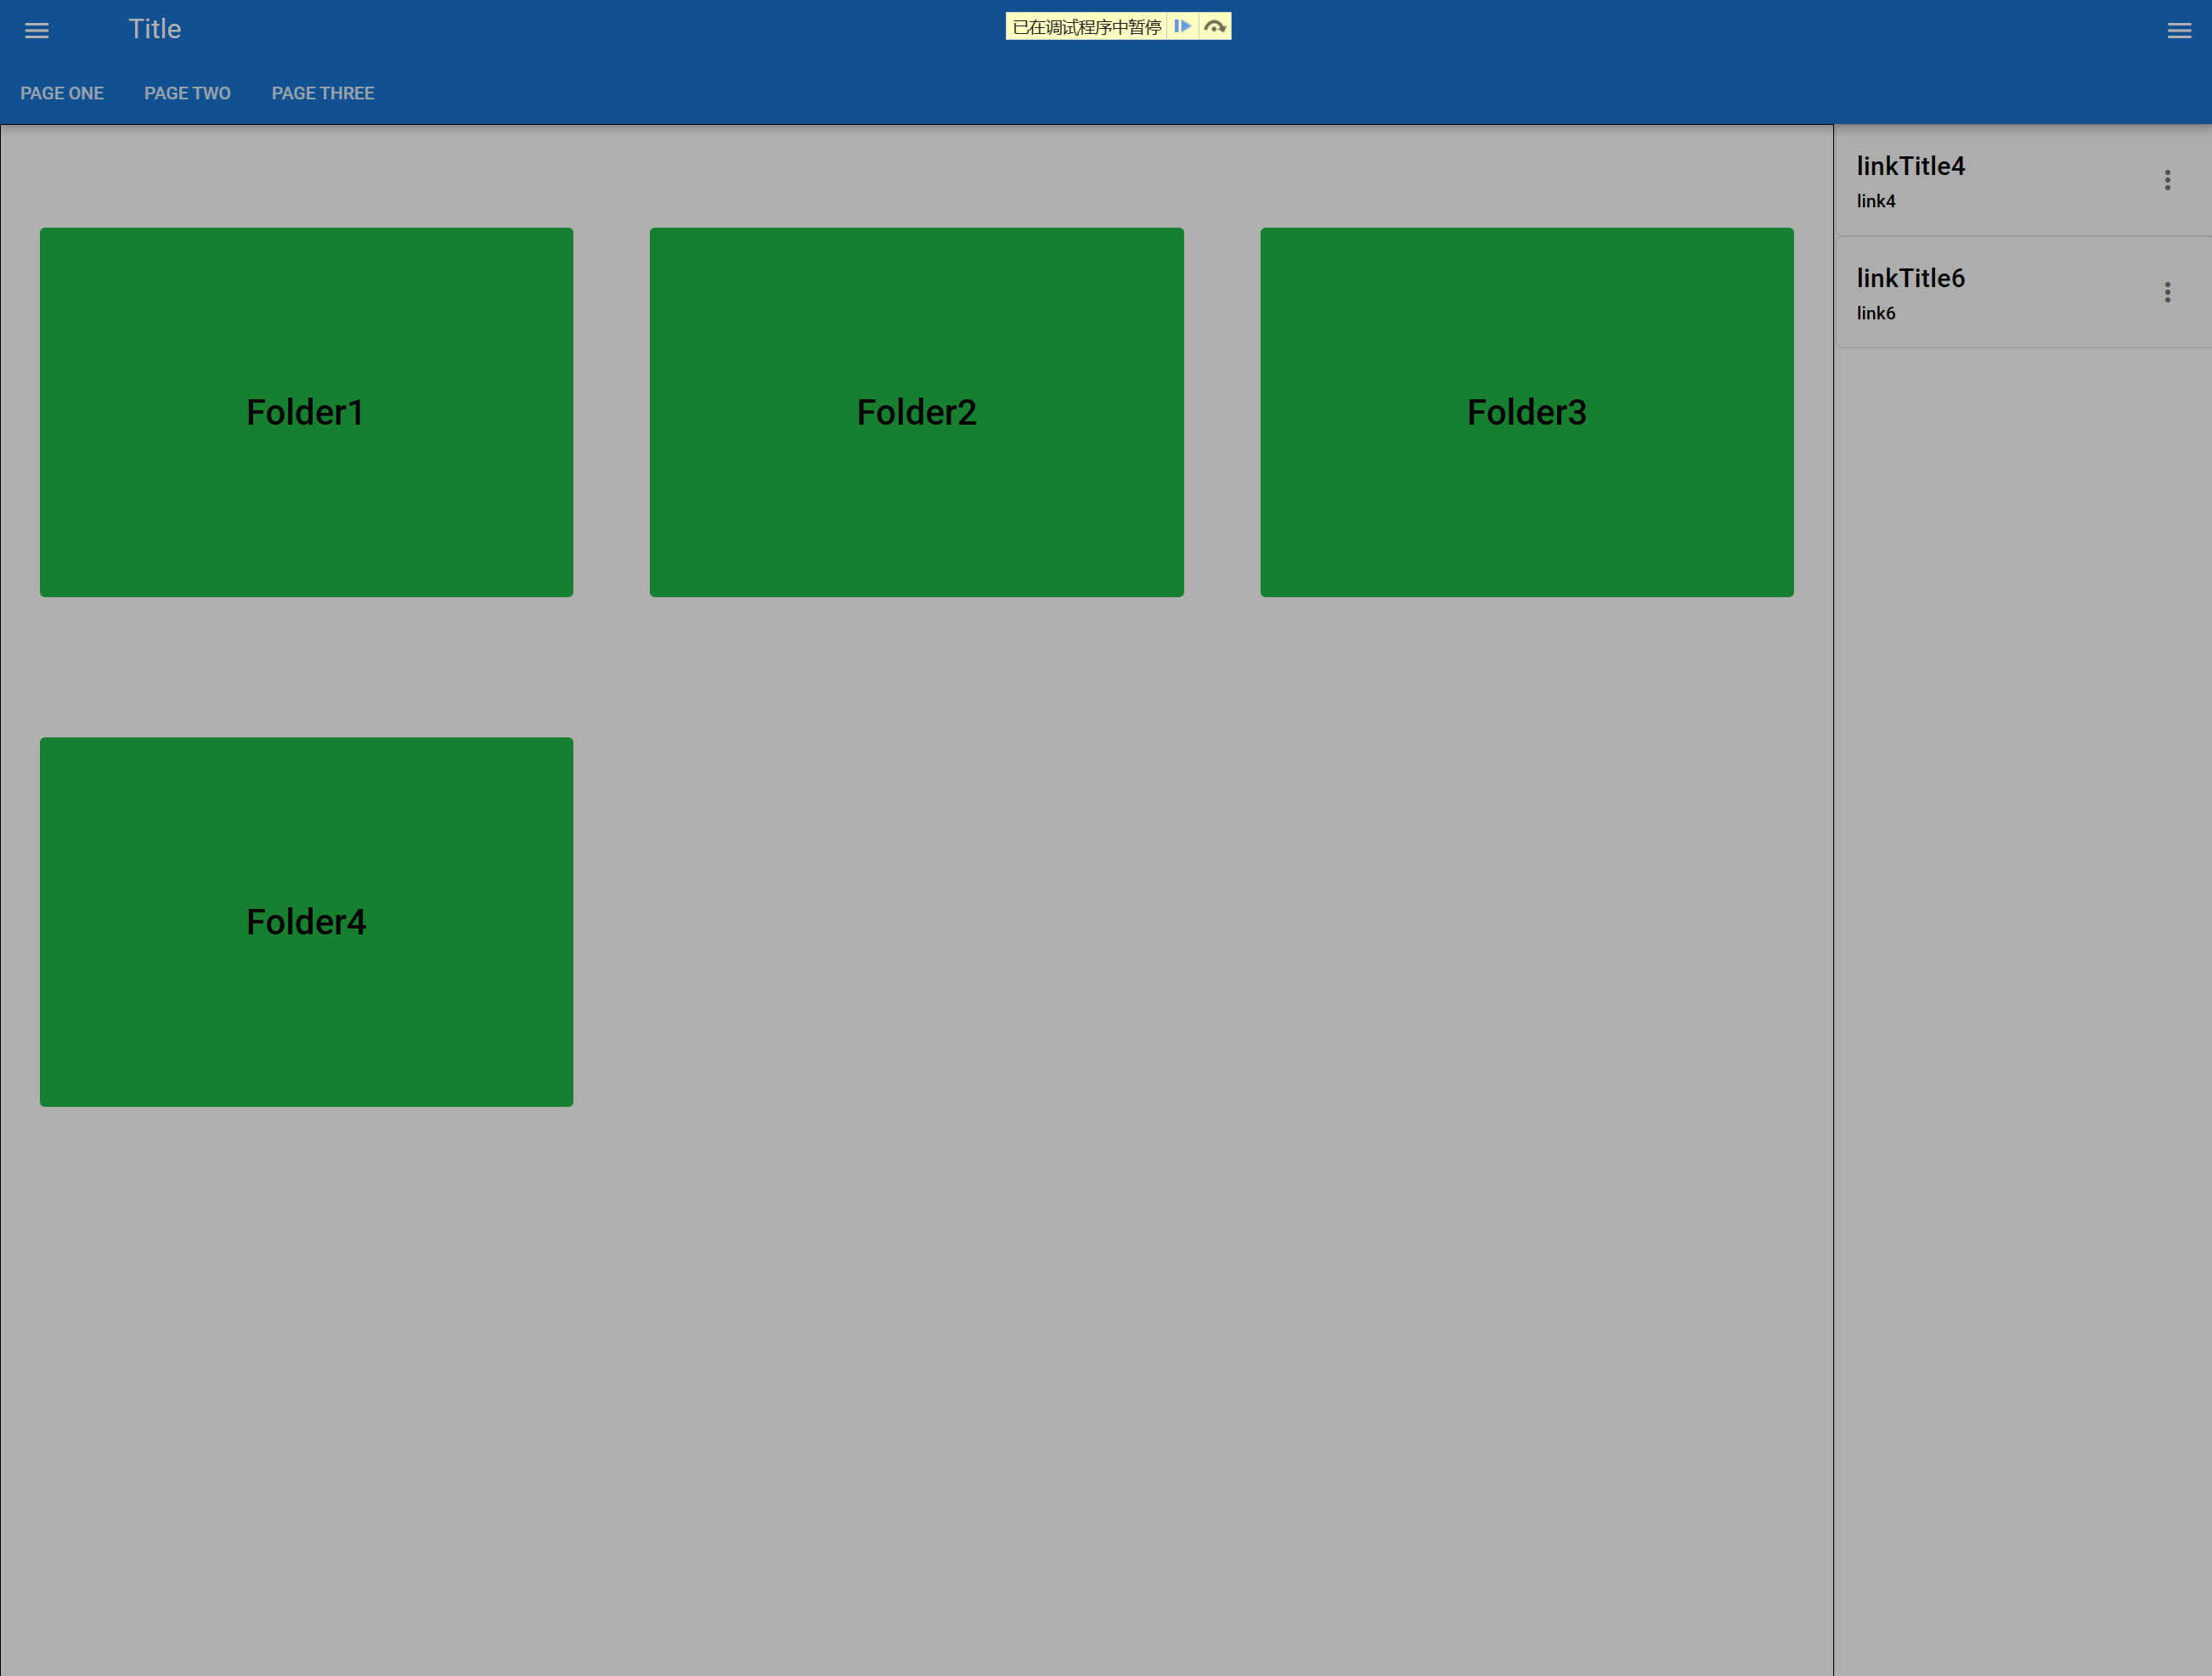 Title
已在调试程序中暂停
PAGE ONE
PAGE TWO
PAGE THREE
linkTitle4
link4
linkTitle6
link6
Folder1
Folder2
Folder3
Folder4